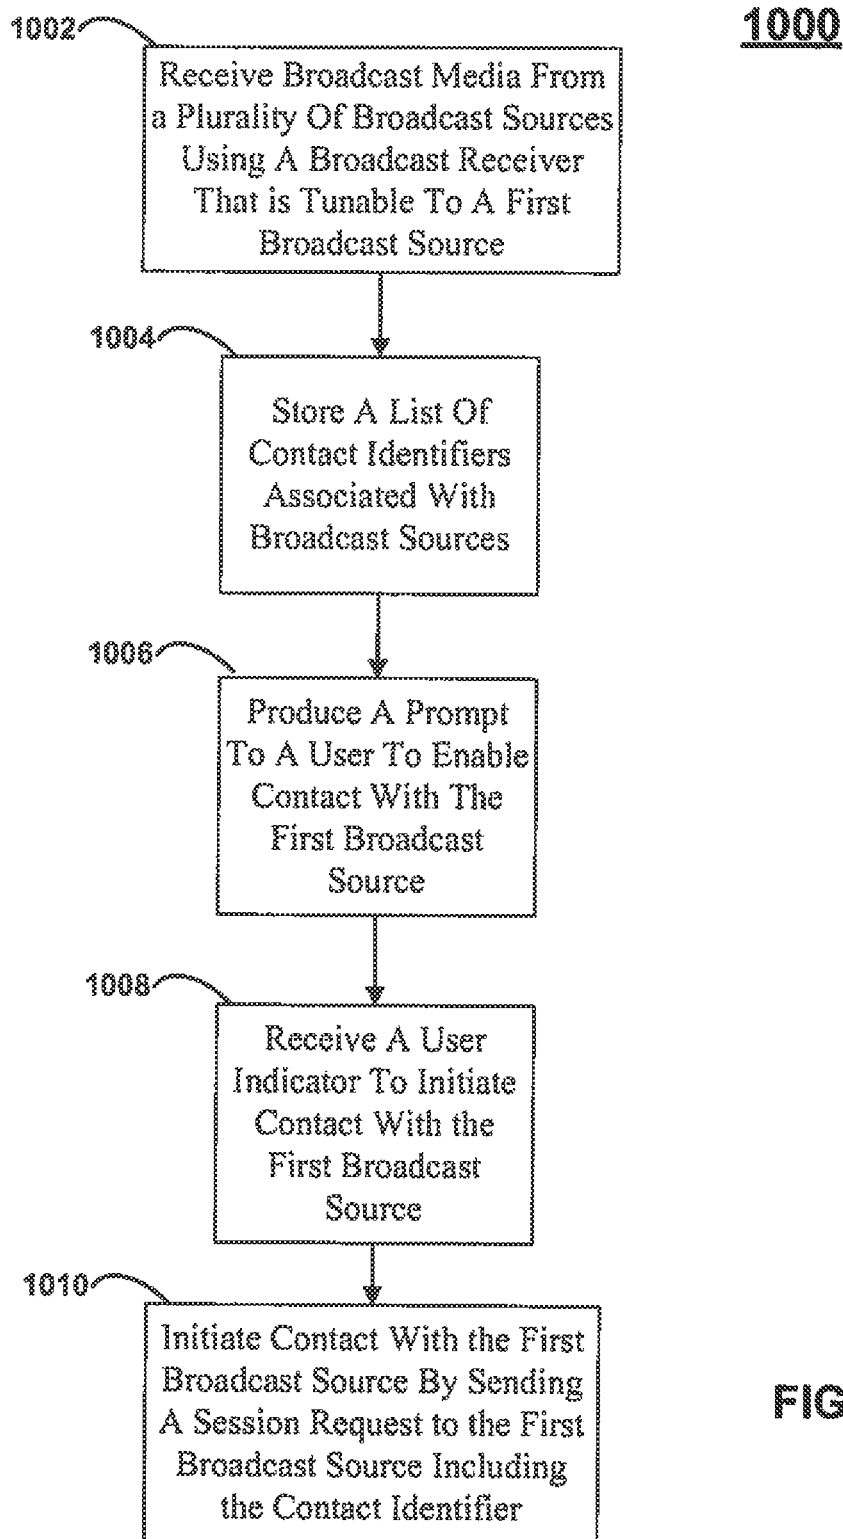 1002
1000
Receive Broadcast Media From
a Plurality Of Broadcast Sources
Using A Broadcast Receiver
That is Tunable To A First
Broadcast Source
1004
Store A List Of
Contact Identifiers
Associated With
Broadcast Sources
1006
Produce A Prompt
To A User To Enable
Contact With The
First Broadcast
Source
1008
Receive A User
Indicator To Initiate
Contact With the
First Broadcast
Source
1010
Initiate Contact With the First
Broadcast Source By Sending
A Session Request to the First
Broadcast Source Including
the Contact Identifier
FIG